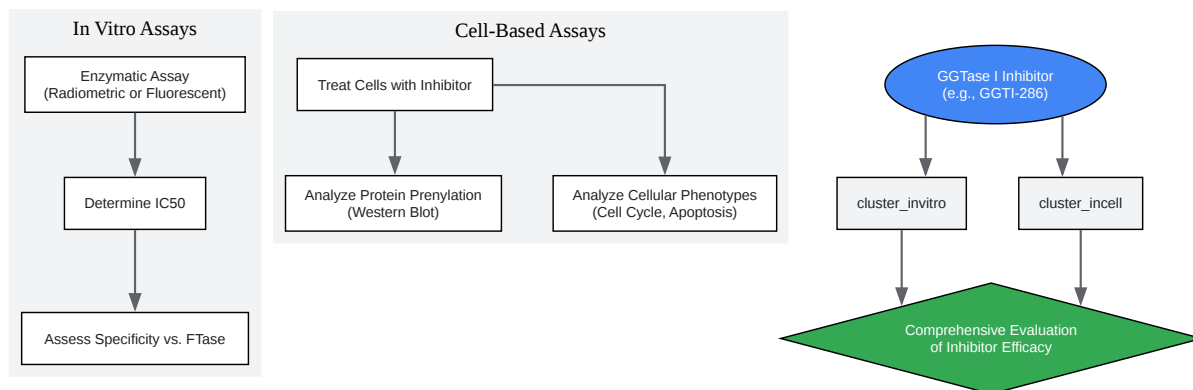 In Vitro Assays
Enzymatic Assay
(Radiometric or Fluorescent)
Determine IC50
Assess Specificity vs. FTase
Cell-Based Assays
Treat Cells with Inhibitor
Analyze Protein Prenylation
(Western Blot)
Analyze Cellular Phenotypes
(Cell Cycle, Apoptosis)
GGTase I Inhibitor
(e.g., GGTI-286)
cluster_invitro
cluster_incell
Comprehensive Evaluation
of Inhibitor Efficacy